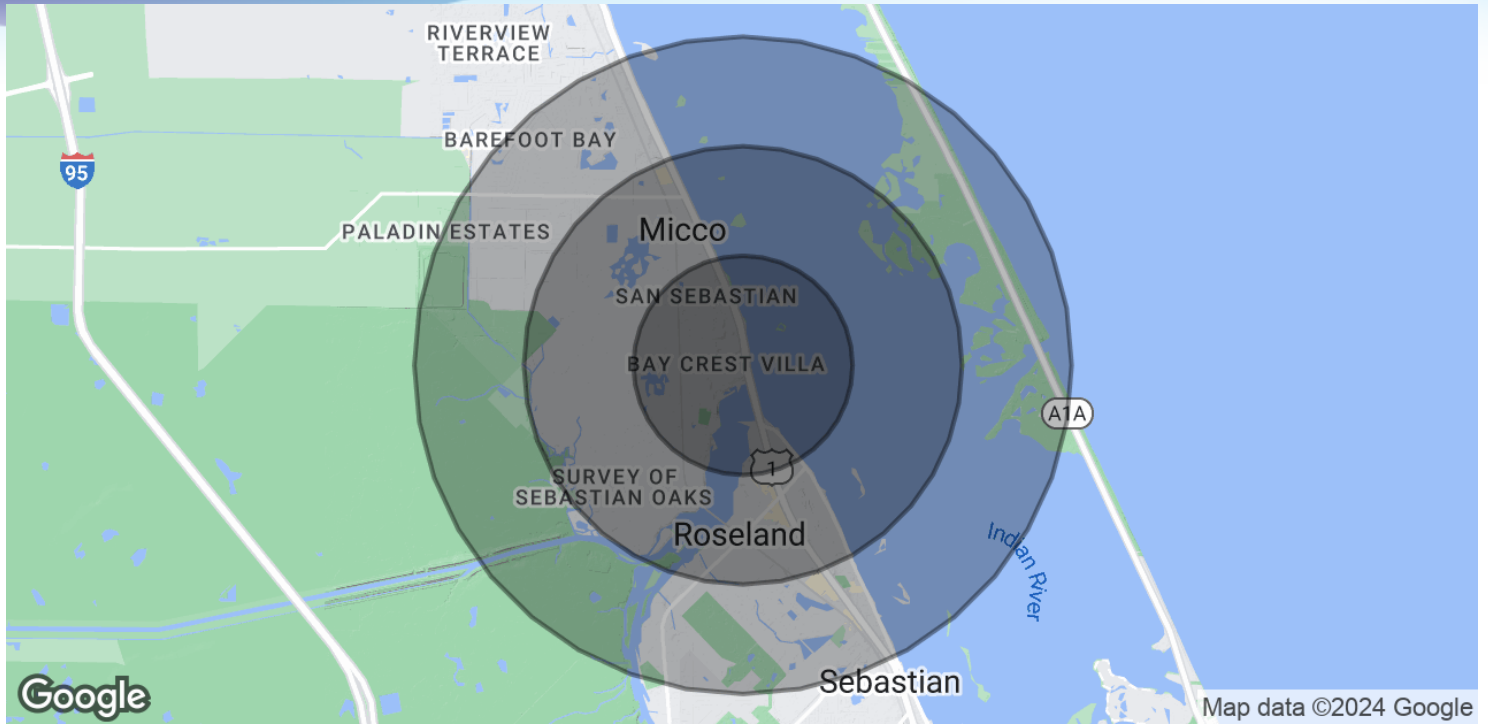 RIVERVIEW
TERRACE
BAREFOOT BAY
95
PALADIN ESTATES
Micco
SAN SEBASTIAN
BAY CREST VILLA
A1A
1
SURVEY OF
SEBASTIAN OAKS
Roseland
Indian River
Sebastian
Google
Map data ©2024 Google